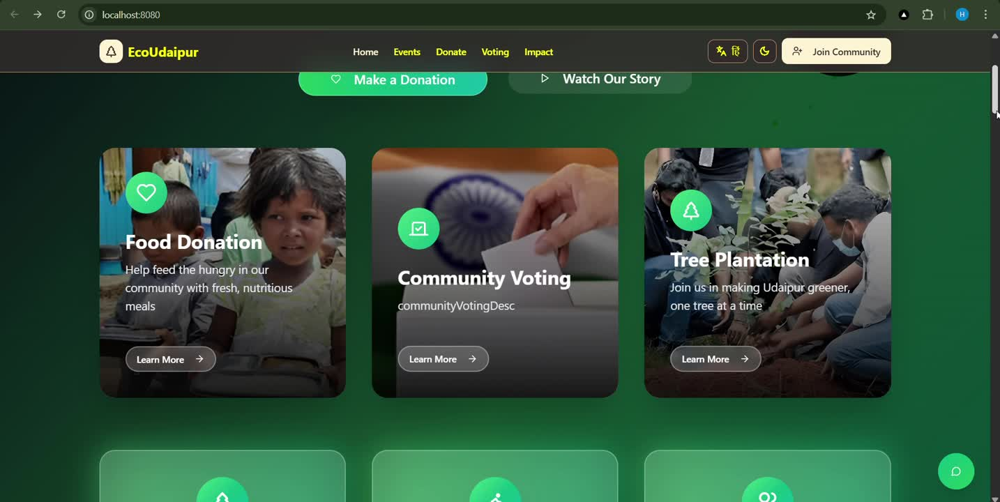 localhost:8080
H
EcoUdaipur
Home
Events
Donate
Voting
Impact
हिं
Join Community
Make a Donation
Watch Our Story
Food Donation
Help feed the hungry in our
community with fresh, nutritious
meals
Learn More
Community Voting
communityVotingDesc
Learn More
Tree Plantation
Join us in making Udaipur greener,
one tree at a time
Learn More